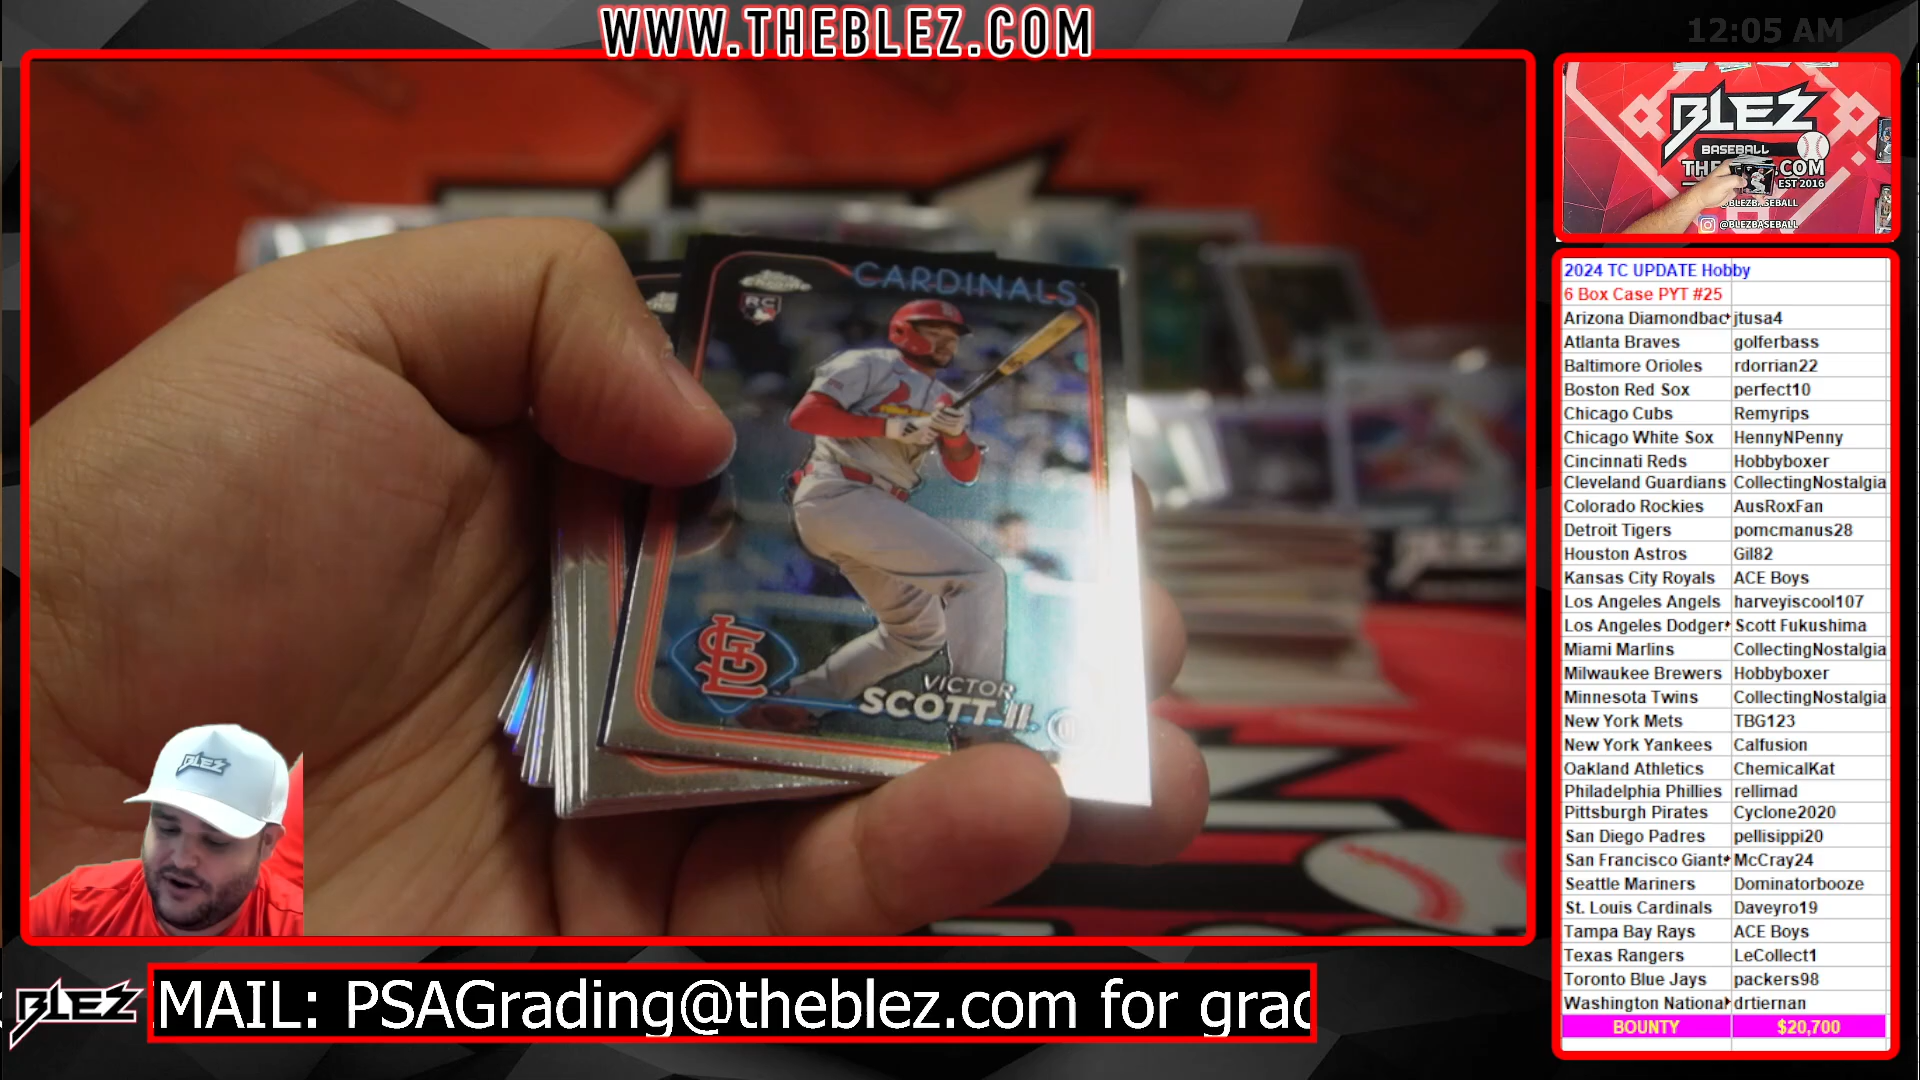 WWW.THEBLEZ.COM
12:05 AM
CARDINALS
RC
VICTOR
SCOTT II
BLEZ
BASEBALL
.COM
EST 2016
@BLEZBASEBALL
@BLEZBASEBALL
2024 TC UPDATE Hobby
6 Box Case PYT #25
Arizona Diamondbac jtusa4
Atlanta Braves golferbass
Baltimore Orioles rdorrian22
Boston Red Sox perfect10
Chicago Cubs Remyrips
Chicago White Sox HennyNPenny
Cincinnati Reds Hobbyboxer
Cleveland Guardians CollectingNostalgia
Colorado Rockies AusRoxFan
Detroit Tigers pomcmanus28
Houston Astros Gil82
Kansas City Royals ACE Boys
Los Angeles Angels harveyiscool107
Los Angeles Dodger Scott Fukushima
Miami Marlins CollectingNostalgia
Milwaukee Brewers Hobbyboxer
Minnesota Twins CollectingNostalgia
New York Mets TBG123
New York Yankees Calfusion
Oakland Athletics ChemicalKat
Philadelphia Phillies rellimad
Pittsburgh Pirates Cyclone2020
San Diego Padres pellisippi20
San Francisco Giant McCray24
Seattle Mariners Dominatorbooze
St. Louis Cardinals Daveyro19
Tampa Bay Rays ACE Boys
Texas Rangers LeCollect1
Toronto Blue Jays packers98
Washington National drtiernan
BOUNTY $20,700
BLEZ
BLEZ
MAIL: PSAGrading@theblez.com for grad